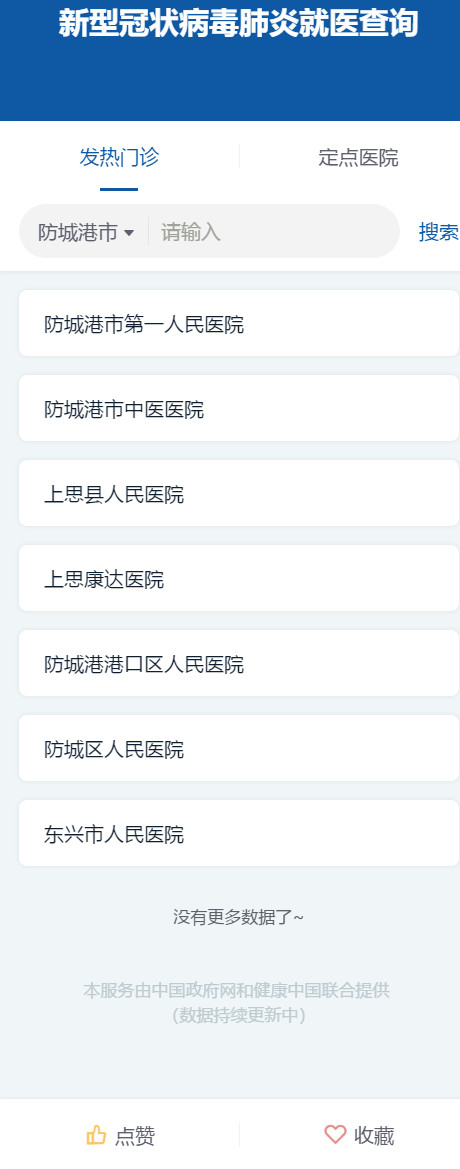 新型冠状病毒肺炎就医查询
发热门诊 定点医院
防城港市 请输入 搜索
防城港市第一人民医院
防城港市中医医院
上思县人民医院
上思康达医院
防城港港口区人民医院
防城区人民医院
东兴市人民医院
没有更多数据了~
本服务由中国政府网和健康中国联合提供
(数据持续更新中)
点赞 收藏